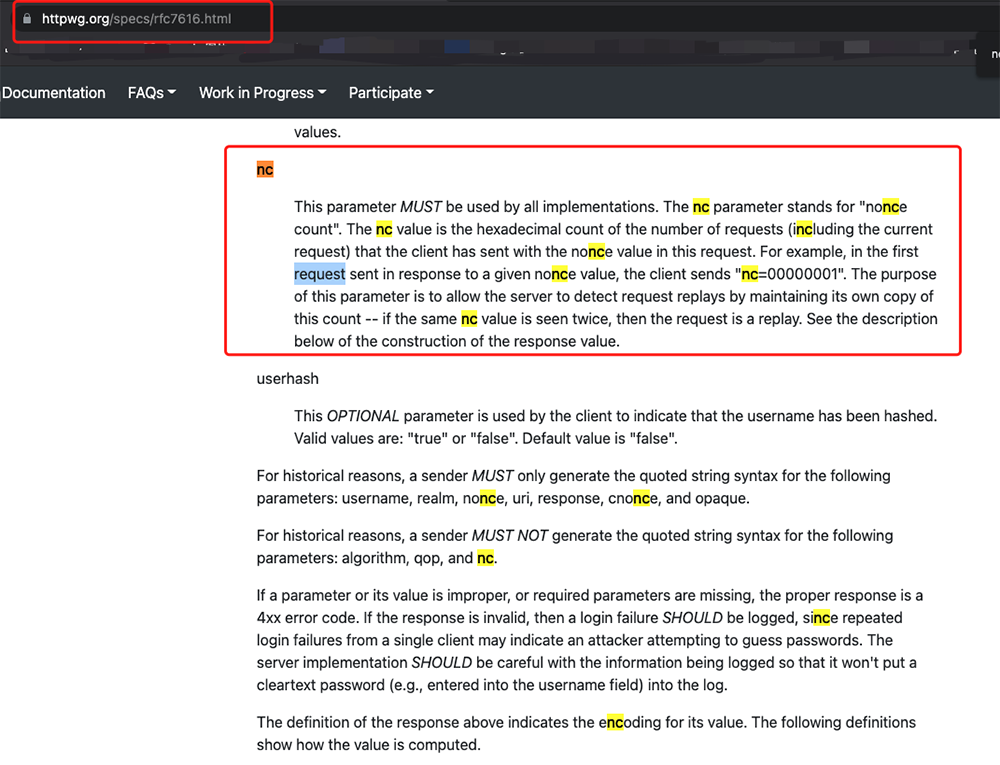 httpwg.org/specs/rfc7616.html
Documentation FAQs Work in Progress Participate
values.
nc
This parameter MUST be used by all implementations. The nc parameter stands for "nonce
count". The nc value is the hexadecimal count of the number of requests (including the current
request) that the client has sent with the nonce value in this request. For example, in the first
request sent in response to a given nonce value, the client sends "nc=00000001". The purpose
of this parameter is to allow the server to detect request replays by maintaining its own copy of
this count -- if the same nc value is seen twice, then the request is a replay. See the description
below of the construction of the response value.
userhash
This OPTIONAL parameter is used by the client to indicate that the username has been hashed.
Valid values are: "true" or "false". Default value is "false".
For historical reasons, a sender MUST only generate the quoted string syntax for the following
parameters: username, realm, nonce, uri, response, cnonce, and opaque.
For historical reasons, a sender MUST NOT generate the quoted string syntax for the following
parameters: algorithm, qop, and nc.
If a parameter or its value is improper, or required parameters are missing, the proper response is a
4xx error code. If the response is invalid, then a login failure SHOULD be logged, since repeated
login failures from a single client may indicate an attacker attempting to guess passwords. The
server implementation SHOULD be careful with the information being logged so that it won't put a
cleartext password (e.g., entered into the username field) into the log.
The definition of the response above indicates the encoding for its value. The following definitions
show how the value is computed.